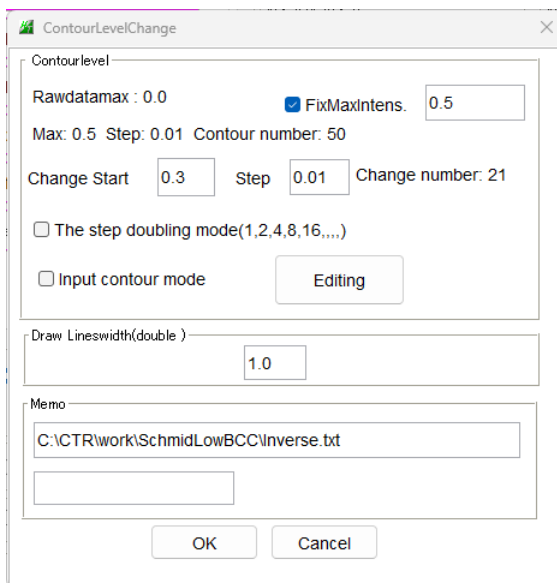 ContourLevelChange
Contourlevel
Rawdatamax : 0.0
FixMaxIntens. 0.5
Max: 0.5 Step: 0.01 Contour number: 50
Change Start 0.3 Step 0.01 Change number: 21
The step doubling mode(1,2,4,8,16,,,,)
Input contour mode Editing
Draw Lineswidth(double )
1.0
Memo
C:\CTR\work\SchmidLowBCC\Inverse.txt
OK Cancel